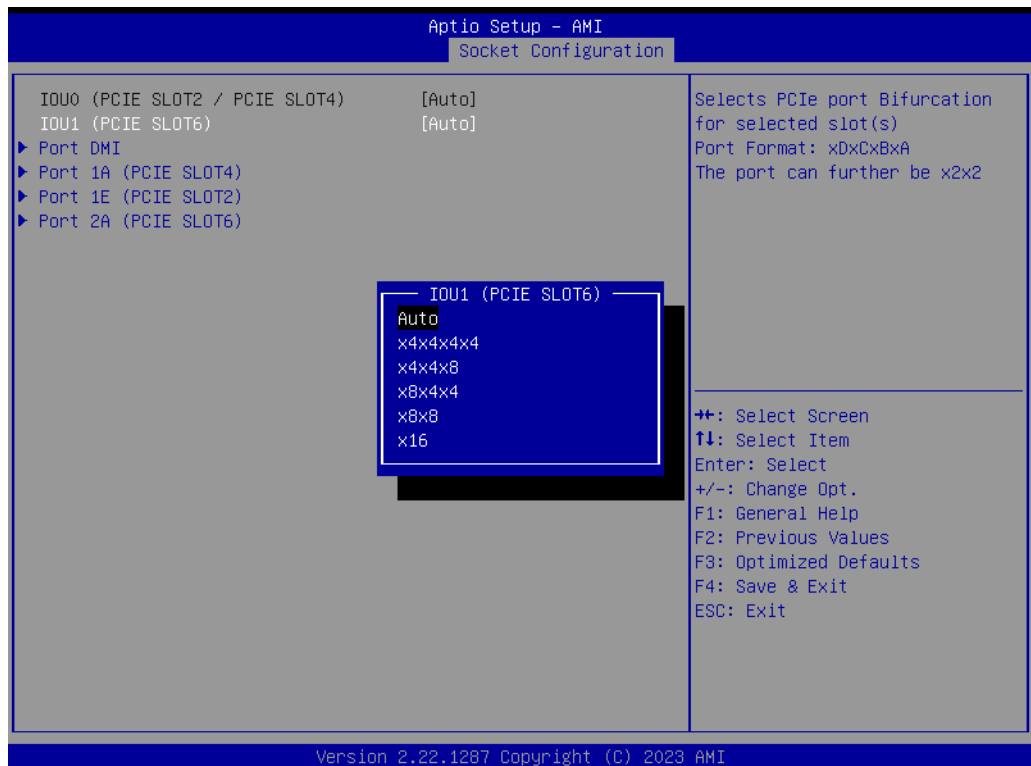 Aptio Setup – AMI
Socket Configuration
IOU0 (PCIE SLOT2 / PCIE SLOT4) [Auto]
IOU1 (PCIE SLOT6) [Auto]
▶ Port DMI
▶ Port 1A (PCIE SLOT4)
▶ Port 1E (PCIE SLOT2)
▶ Port 2A (PCIE SLOT6)
IOU1 (PCIE SLOT6)
Auto
x4x4x4x4
x4x4x8
x8x4x4
x8x8
x16
Selects PCIe port Bifurcation
for selected slot(s)
Port Format: xDxCxBxA
The port can further be x2x2
→←: Select Screen
↑↓: Select Item
Enter: Select
+/-: Change Opt.
F1: General Help
F2: Previous Values
F3: Optimized Defaults
F4: Save & Exit
ESC: Exit
Version 2.22.1287 Copyright (C) 2023 AMI